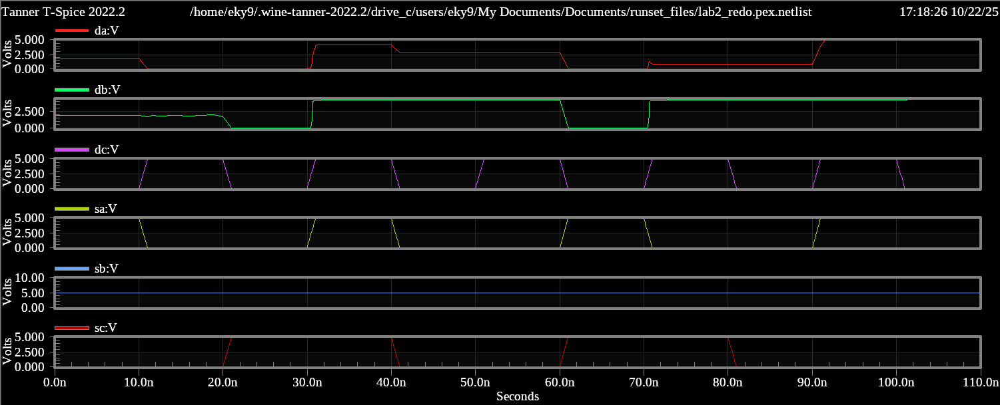 Tanner T-Spice 2022.2 /home/eky9/.wine-tanner-2022.2/drive_c/users/eky9/My Documents/Documents/runset_files/lab2_redo.pex.netlist 17:18:26 10/22/25
da:V
Volts
5.000
2.500
0.000
db:V
Volts
2.500
0.000
dc:V
Volts
5.000
2.500
0.000
sa:V
Volts
5.000
2.500
0.000
sb:V
Volts
10.00
5.00
0.00
sc:V
Volts
5.000
2.500
0.000
0.0n 10.0n 20.0n 30.0n 40.0n 50.0n 60.0n 70.0n 80.0n 90.0n 100.0n 110.0n
Seconds